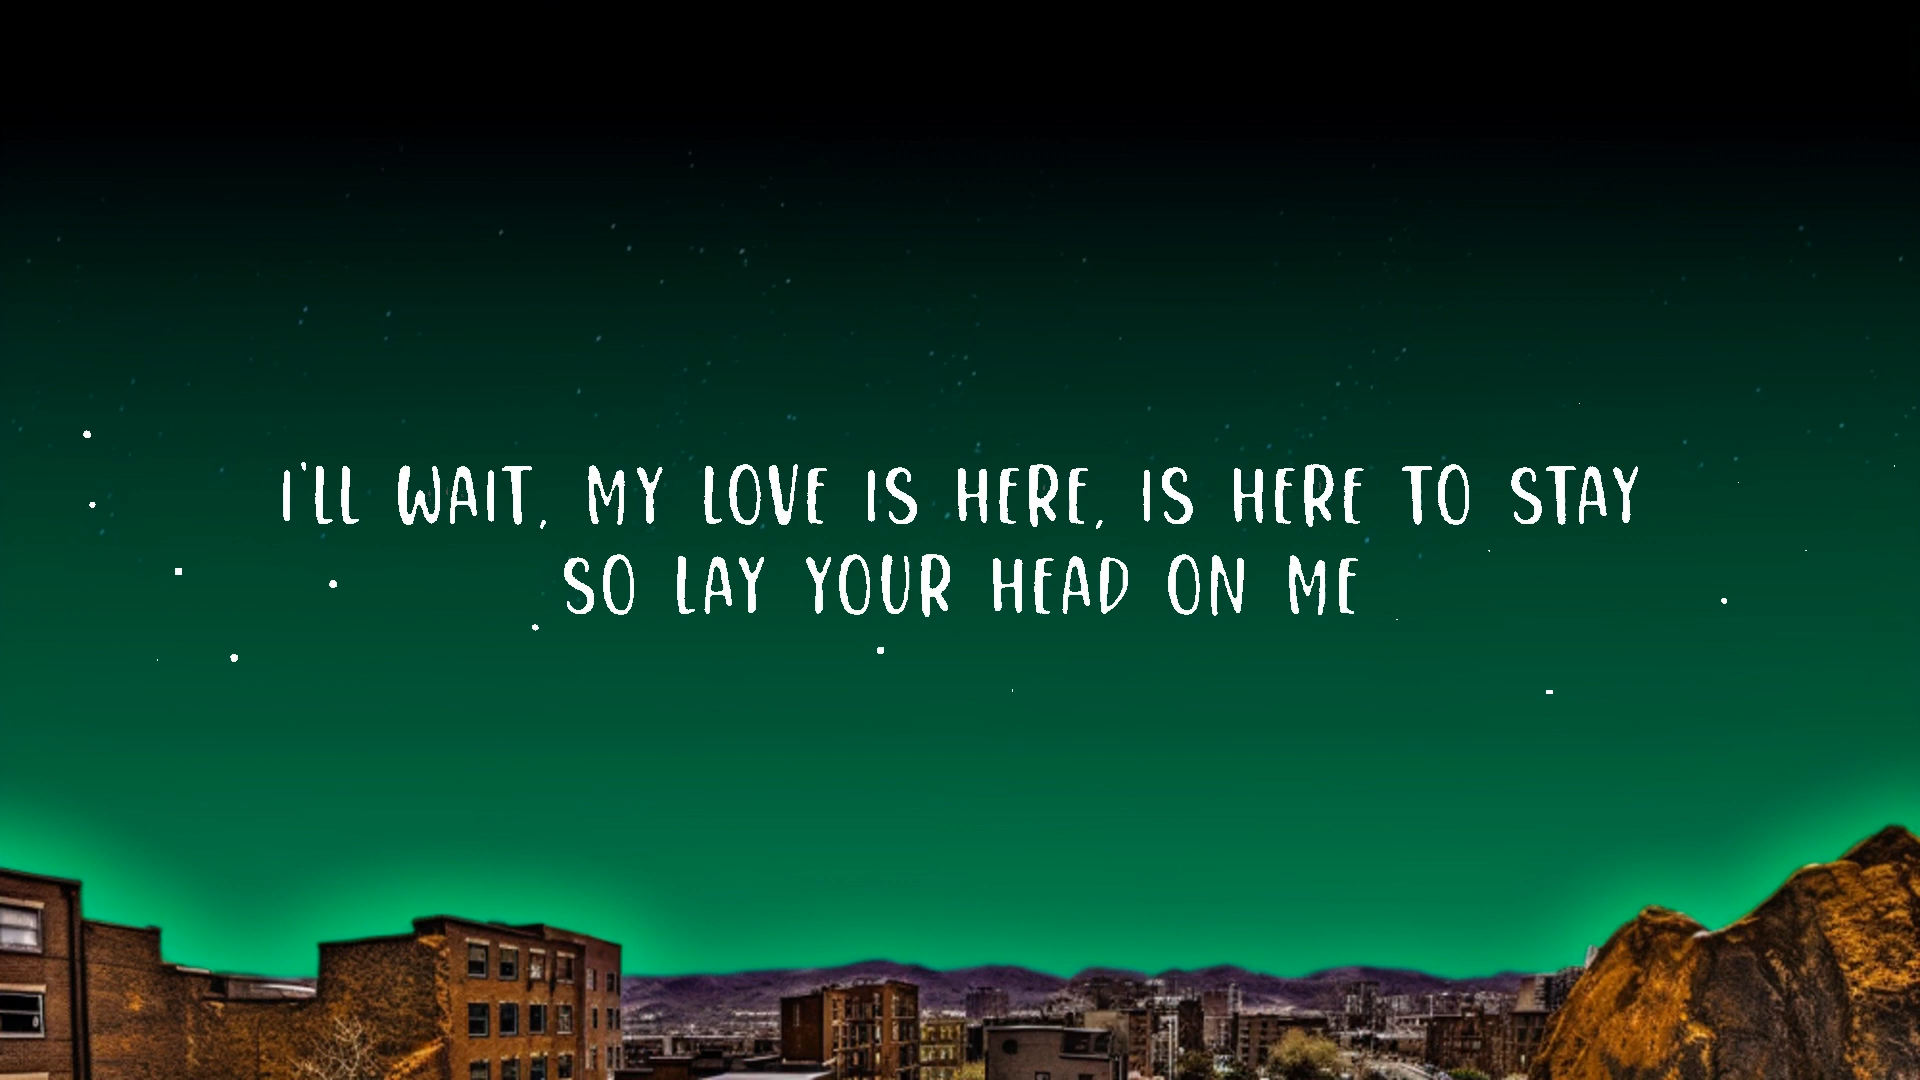 I'LL WAIT, MY LOVE IS HERE, IS HERE TO STAY
SO LAY YOUR HEAD ON ME